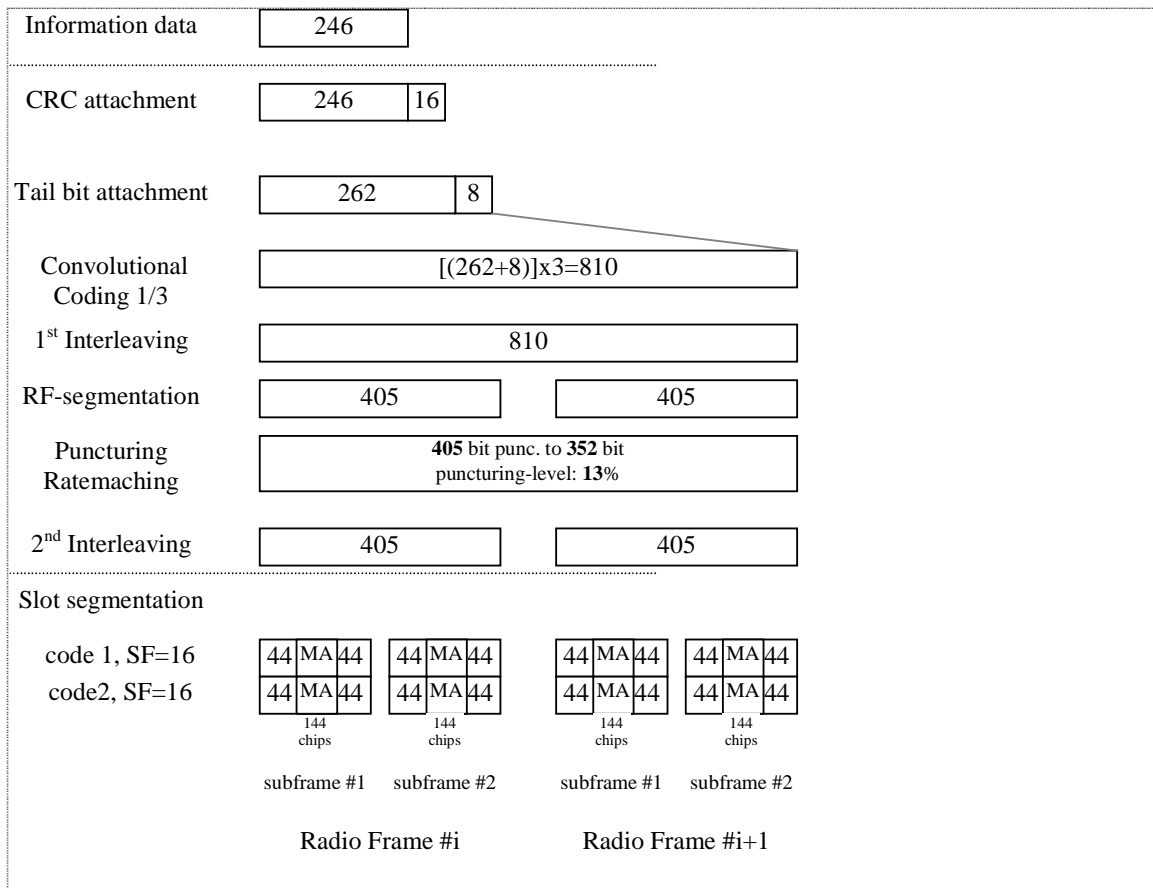 Information data 246
CRC attachment 246 16
Tail bit attachment 262 8
Convolutional
Coding 1/3
[(262+8)]x3=810
1st Interleaving 810
RF-segmentation 405 405
Puncturing
Ratemaching
405 bit punc. to 352 bit
puncturing-level: 13%
2nd Interleaving 405 405
Slot segmentation
code 1, SF=16 44 MA 44 44 MA 44 44 MA 44 44 MA 44
code2, SF=16 44 MA 44 44 MA 44 44 MA 44 44 MA 44
144 144 144 144
chips chips chips chips
subframe #1 subframe #2 subframe #1 subframe #2
Radio Frame #i Radio Frame #i+1